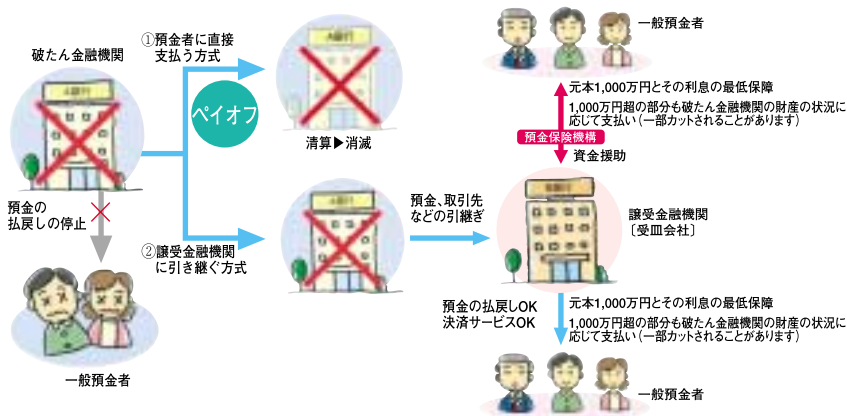 破たん金融機関
預金の
払戻しの停止
一般預金者
①預金者に直接
支払う方式
ペイオフ
②譲受金融機関
に引き継ぐ方式
A銀行
清算▶消滅
預金、取引先
などの引継ぎ
一般預金者
元本1,000万円とその利息の最低保障
1,000万円超の部分も破たん金融機関の財産の状況に
応じて支払い（一部カットされることがあります）
預金保険機構
資金援助
譲受金融機関
〔受皿会社〕
預金の払戻しOK
決済サービスOK
元本1,000万円とその利息の最低保障
1,000万円超の部分も破たん金融機関の財産の状況に
応じて支払い（一部カットされることがあります）
一般預金者